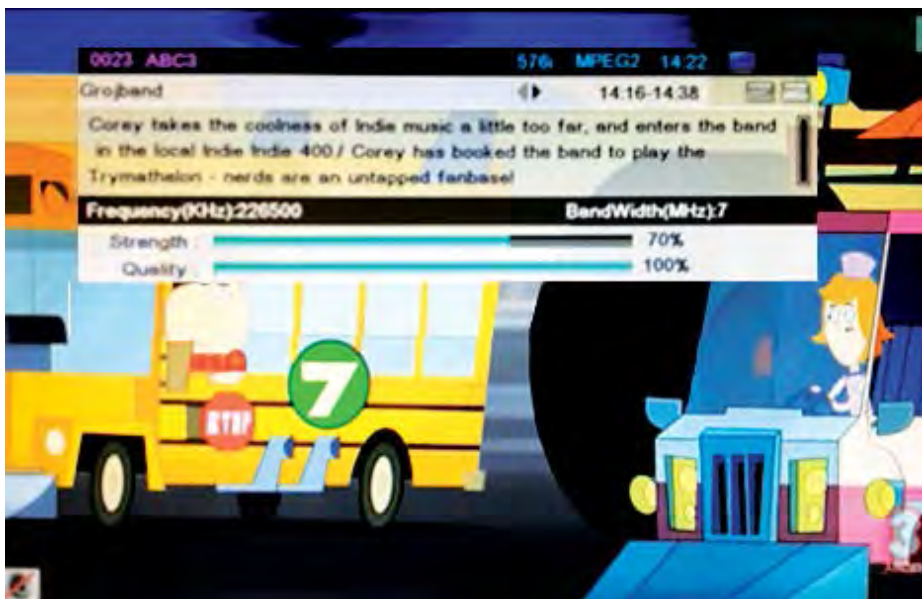 0023 ABC3 576i MPEG2 14:22
Grojband 14:16-14:38
Corey takes the coolness of Indie music a little too far, and enters the band
in the local Indie Indie 400 / Corey has booked the band to play the
Trymathelon - nerds are an untapped fanbase!
Frequency(KHz):226500 BandWidth(MHz):7
Strength : 70%
Quality : 100%
7
STOP
3